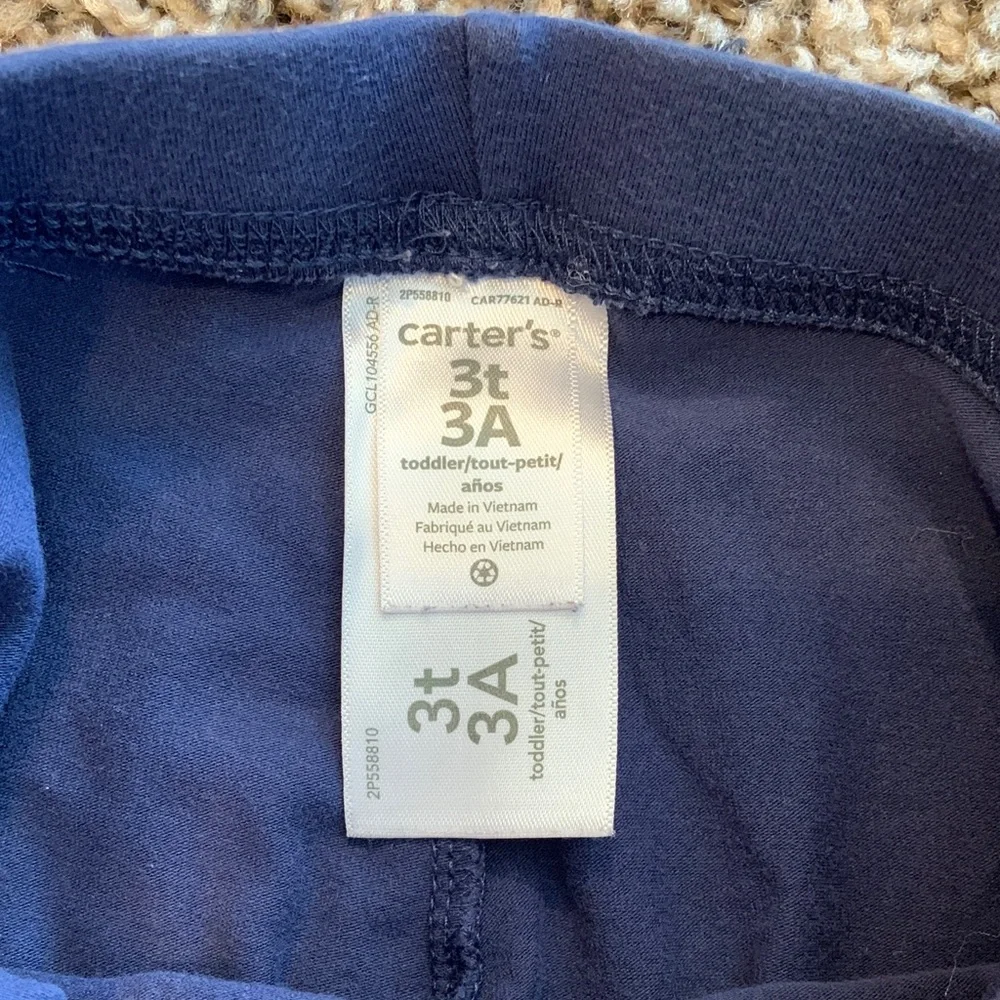 2P558810 CAR77621 AD-R
carter's®
3t
3A
toddler/tout-petit/
años
Made in Vietnam
Fabriqué au Vietnam
Hecho en Vietnam
GCL104556 AD-R
3t
3A
toddler/tout-petit/
años
2P558810